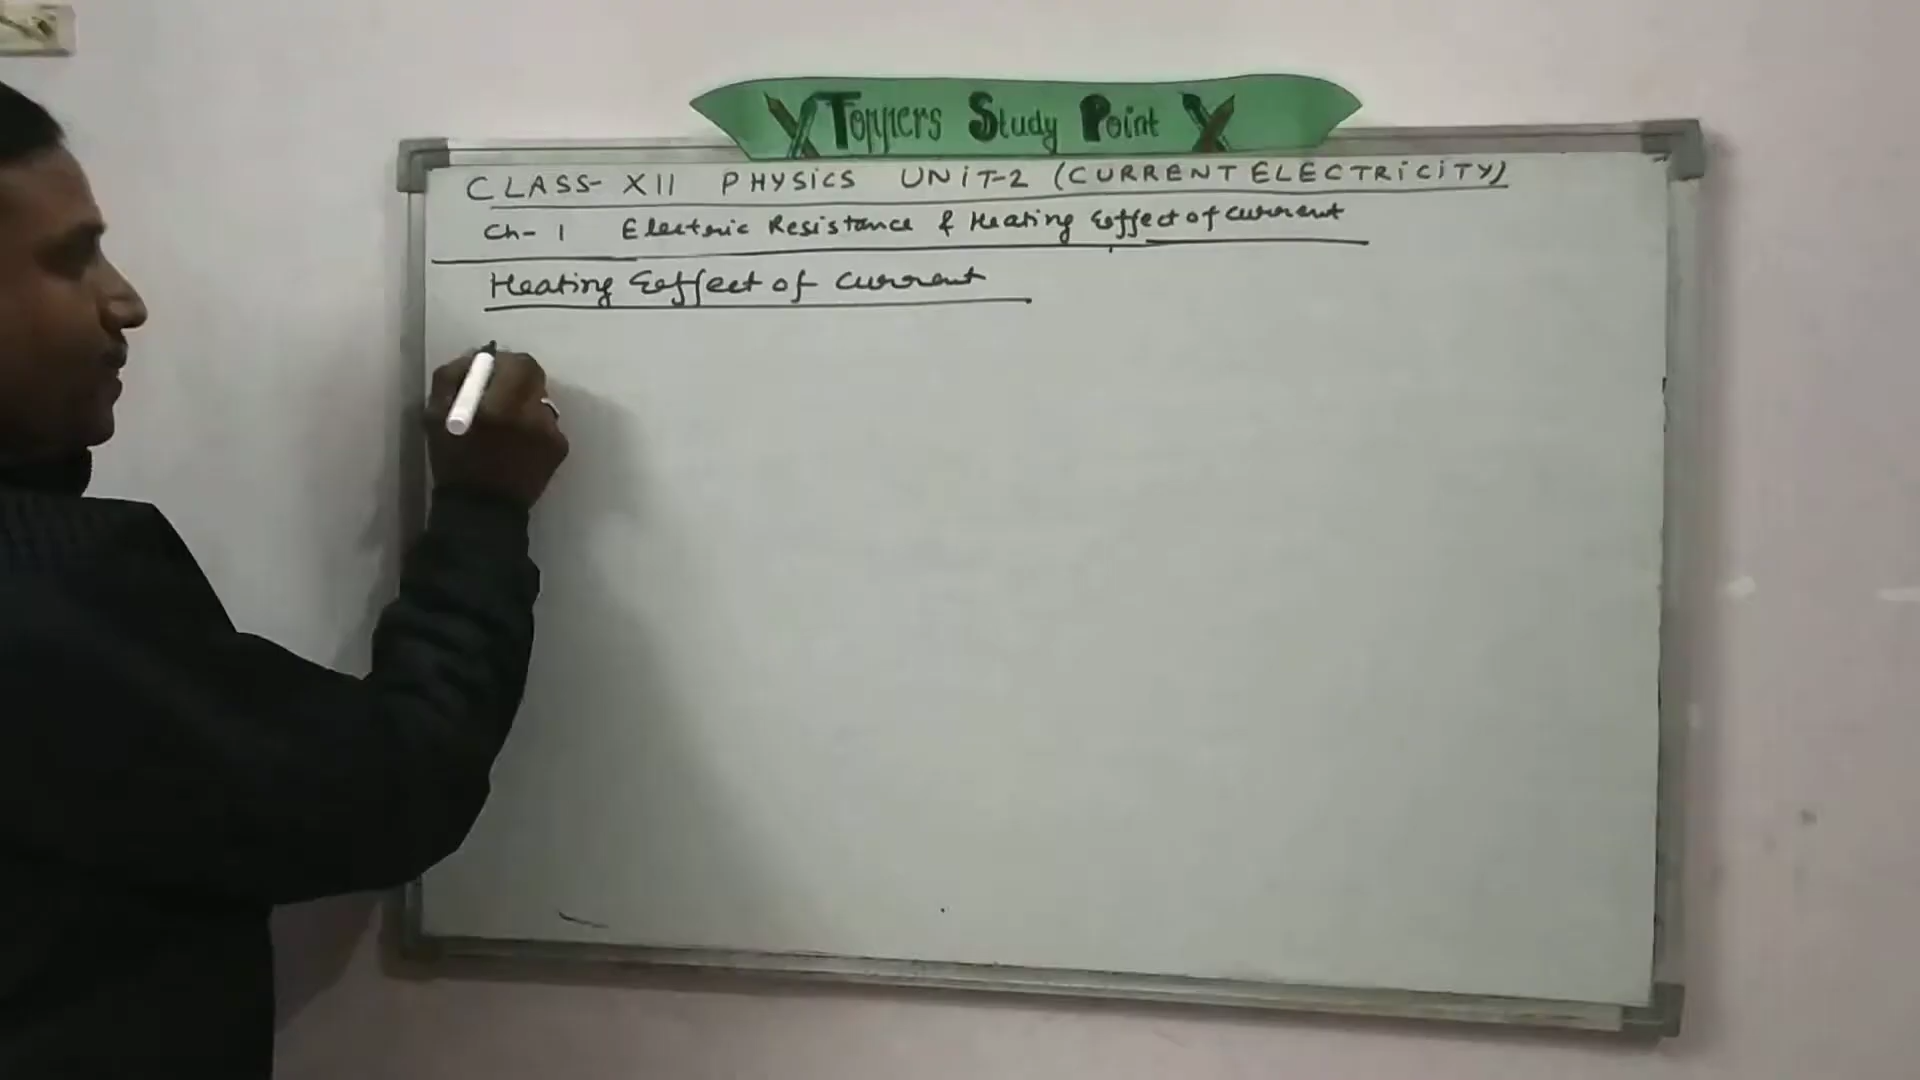 Toppers Study Point
CLASS- XII PHYSICS UNIT-2 (CURRENT ELECTRICITY)
Ch- 1 Electric Resistance & Heating Effect of current
Heating Effect of current